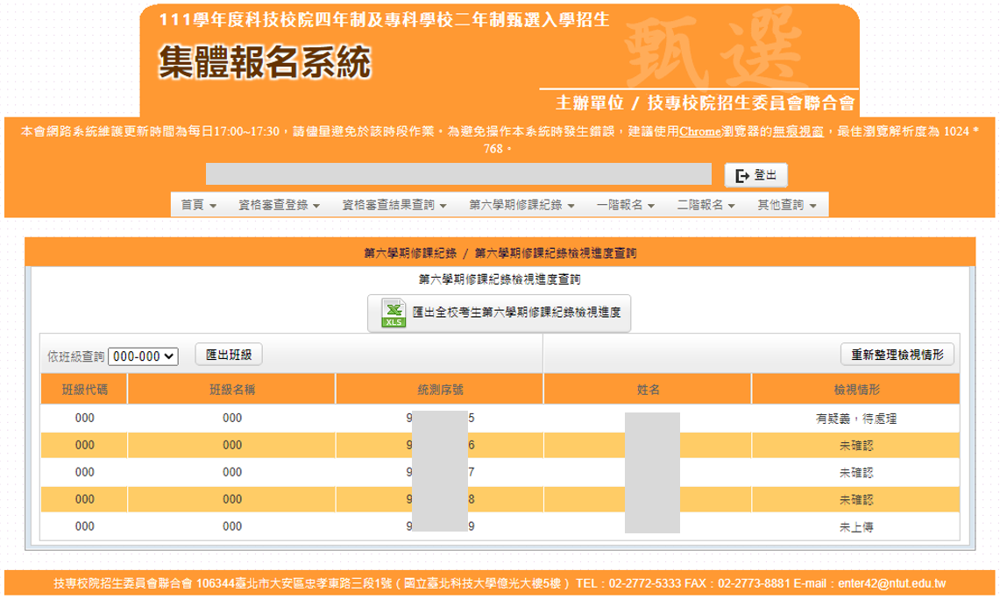 111學年度科技校院四年制及專科學校二年制甄選入學招生
甄選
集體報名系統
主辦單位 / 技專校院招生委員會聯合會
本會網路系統維護更新時間為每日17:00~17:30，請儘量避免於該時段作業。為避免操作本系統時發生錯誤，建議使用Chrome瀏覽器的無痕視窗，最佳瀏覽解析度為 1024 *
768。
登出
首頁 資格審查登錄 資格審查結果查詢 第六學期修課紀錄 一階報名 二階報名 其他查詢
第六學期修課紀錄 / 第六學期修課紀錄檢視進度查詢
第六學期修課紀錄檢視進度查詢
XLS 匯出全校考生第六學期修課紀錄檢視進度
依班級查詢 000-000 匯出班級 重新整理檢視情形
班級代碼 班級名稱 統測序號 姓名 檢視情形
000 000 9 5 有疑義，待處理
000 000 9 6 未確認
000 000 9 7 未確認
000 000 9 8 未確認
000 000 9 9 未上傳
技專校院招生委員會聯合會 106344臺北市大安區忠孝東路三段1號（國立臺北科技大學億光大樓5樓） TEL：02-2772-5333 FAX：02-2773-8881 E-mail：enter42@ntut.edu.tw